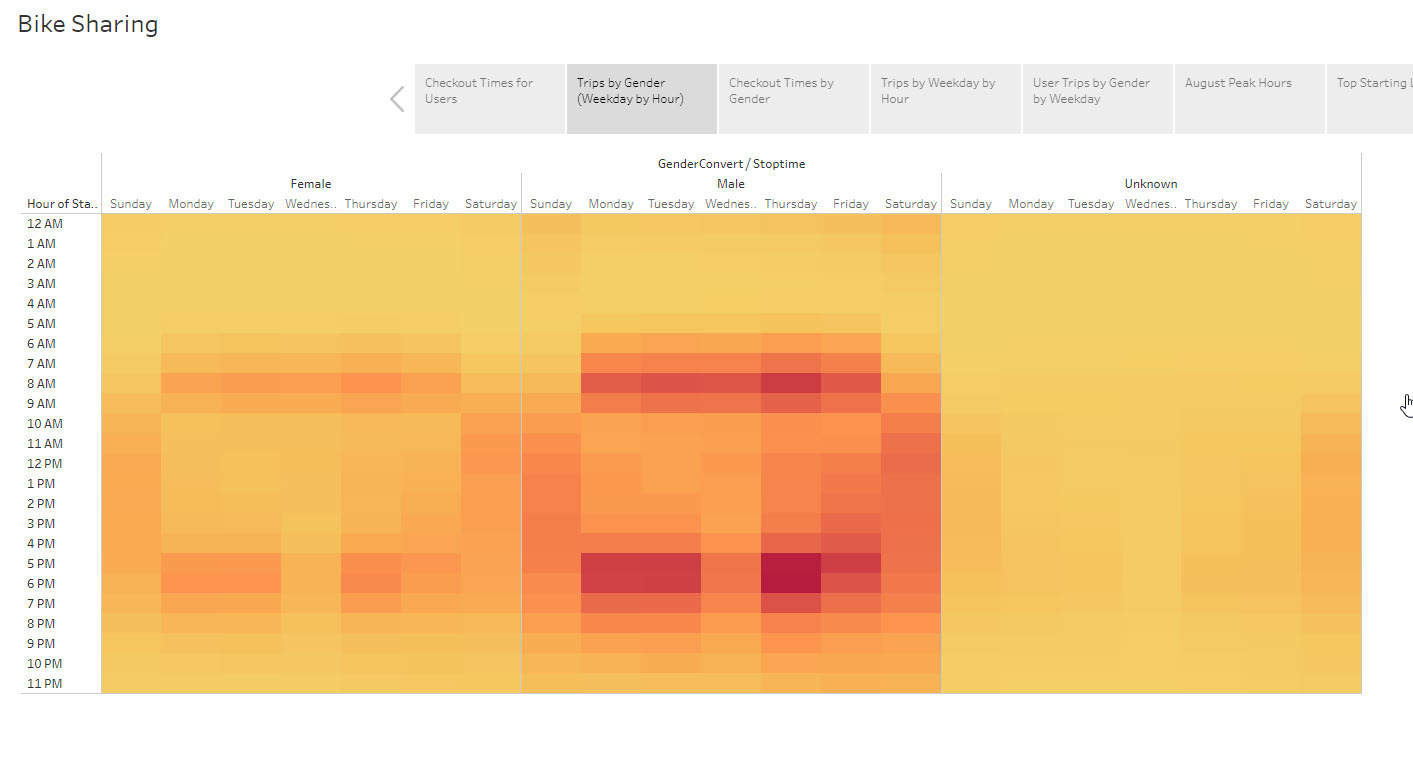 Bike Sharing
Checkout Times for
Users
Trips by Gender
(Weekday by Hour)
Checkout Times by
Gender
Trips by Weekday by
Hour
User Trips by Gender
by Weekday
August Peak Hours
Top Starting L
GenderConvert / Stoptime
Female Male Unknown
Hour of Sta.. Sunday Monday Tuesday Wednes.. Thursday Friday Saturday Sunday Monday Tuesday Wednes.. Thursday Friday Saturday Sunday Monday Tuesday Wednes.. Thursday Friday Saturday
12 AM
1 AM
2 AM
3 AM
4 AM
5 AM
6 AM
7 AM
8 AM
9 AM
10 AM
11 AM
12 PM
1 PM
2 PM
3 PM
4 PM
5 PM
6 PM
7 PM
8 PM
9 PM
10 PM
11 PM